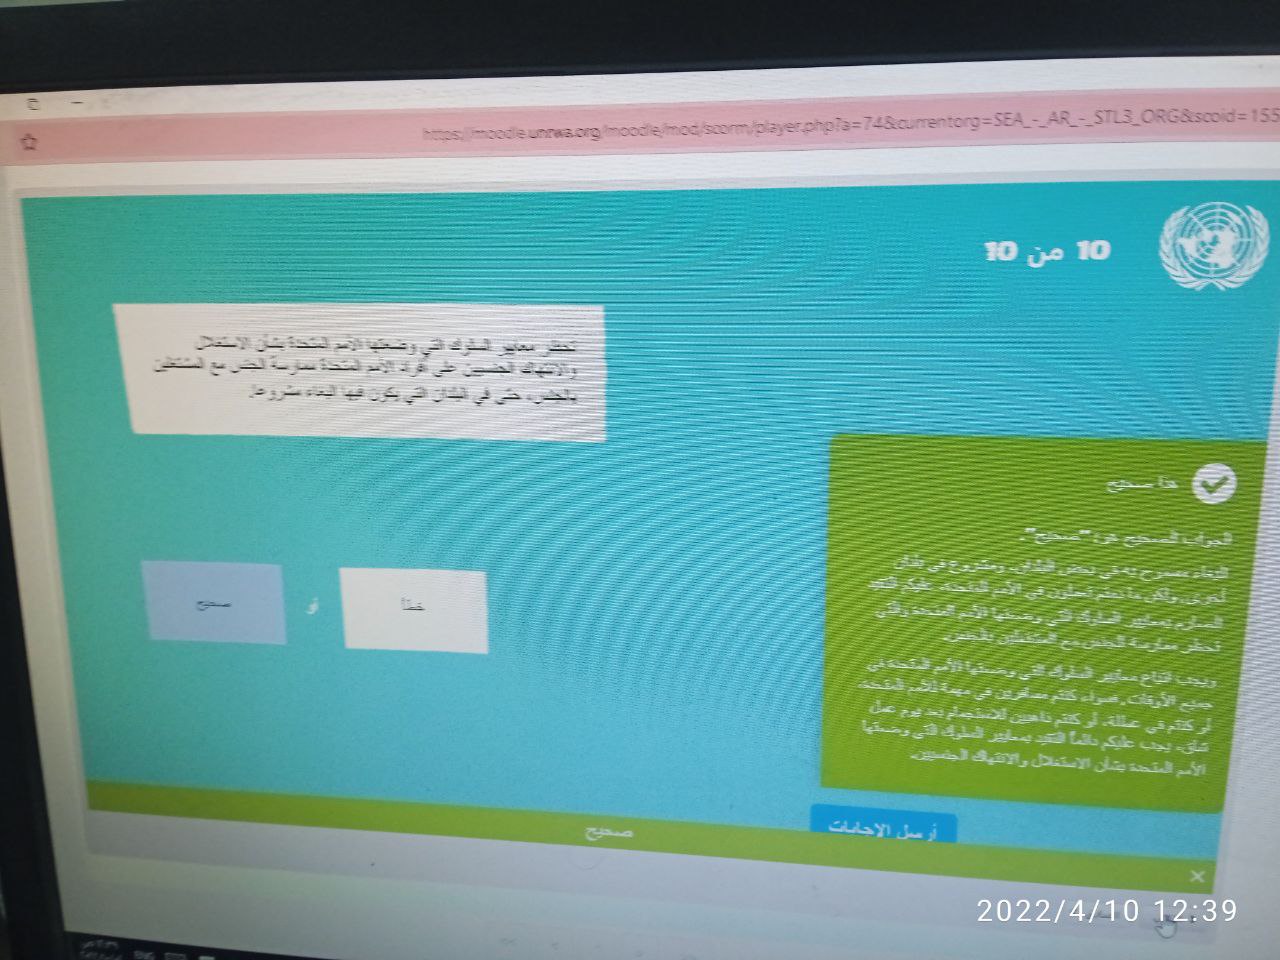 https://moodle.unrwa.org/moodle/mod/scorm/player.php?a=74&currentorg=SEA_-_AR_-_STL3_ORG&scoid=155
10 من 10
تحظر معايير السلوك التي وضعتها الأمم المتحدة بشأن الاستغلال
والانتهاك الجنسيين على أفراد الأمم المتحدة ممارسة الجنس مع المشتغلين
بالجنس، حتى في البلدان التي يكون فيها البغاء مشروعا.
هذا صحيح
الجواب الصحيح هو: "صحيح".
البغاء مسموح به في بعض البلدان، ومشروع في بلدان
أخرى، ولكن ما دمتم تعملون في الأمم المتحدة، عليكم التقيد
الصارم بمعايير السلوك التي وضعتها الأمم المتحدة والتي
تحظر ممارسة الجنس مع المشتغلين بالجنس.
ويجب اتباع معايير السلوك التي وضعتها الأمم المتحدة في
جميع الأوقات. فسواء كنتم مسافرين في مهمة للأمم المتحدة،
أو كنتم في عطلة، أو كنتم ذاهبين للاستجمام بعد يوم عمل
شاق، يجب عليكم دائماً التقيد بمعايير السلوك التي وضعتها
الأمم المتحدة بشأن الاستغلال والانتهاك الجنسيين.
خطأ
أو
صحيح
أرسل الإجابات
صحيح
2022/4/10 12:39